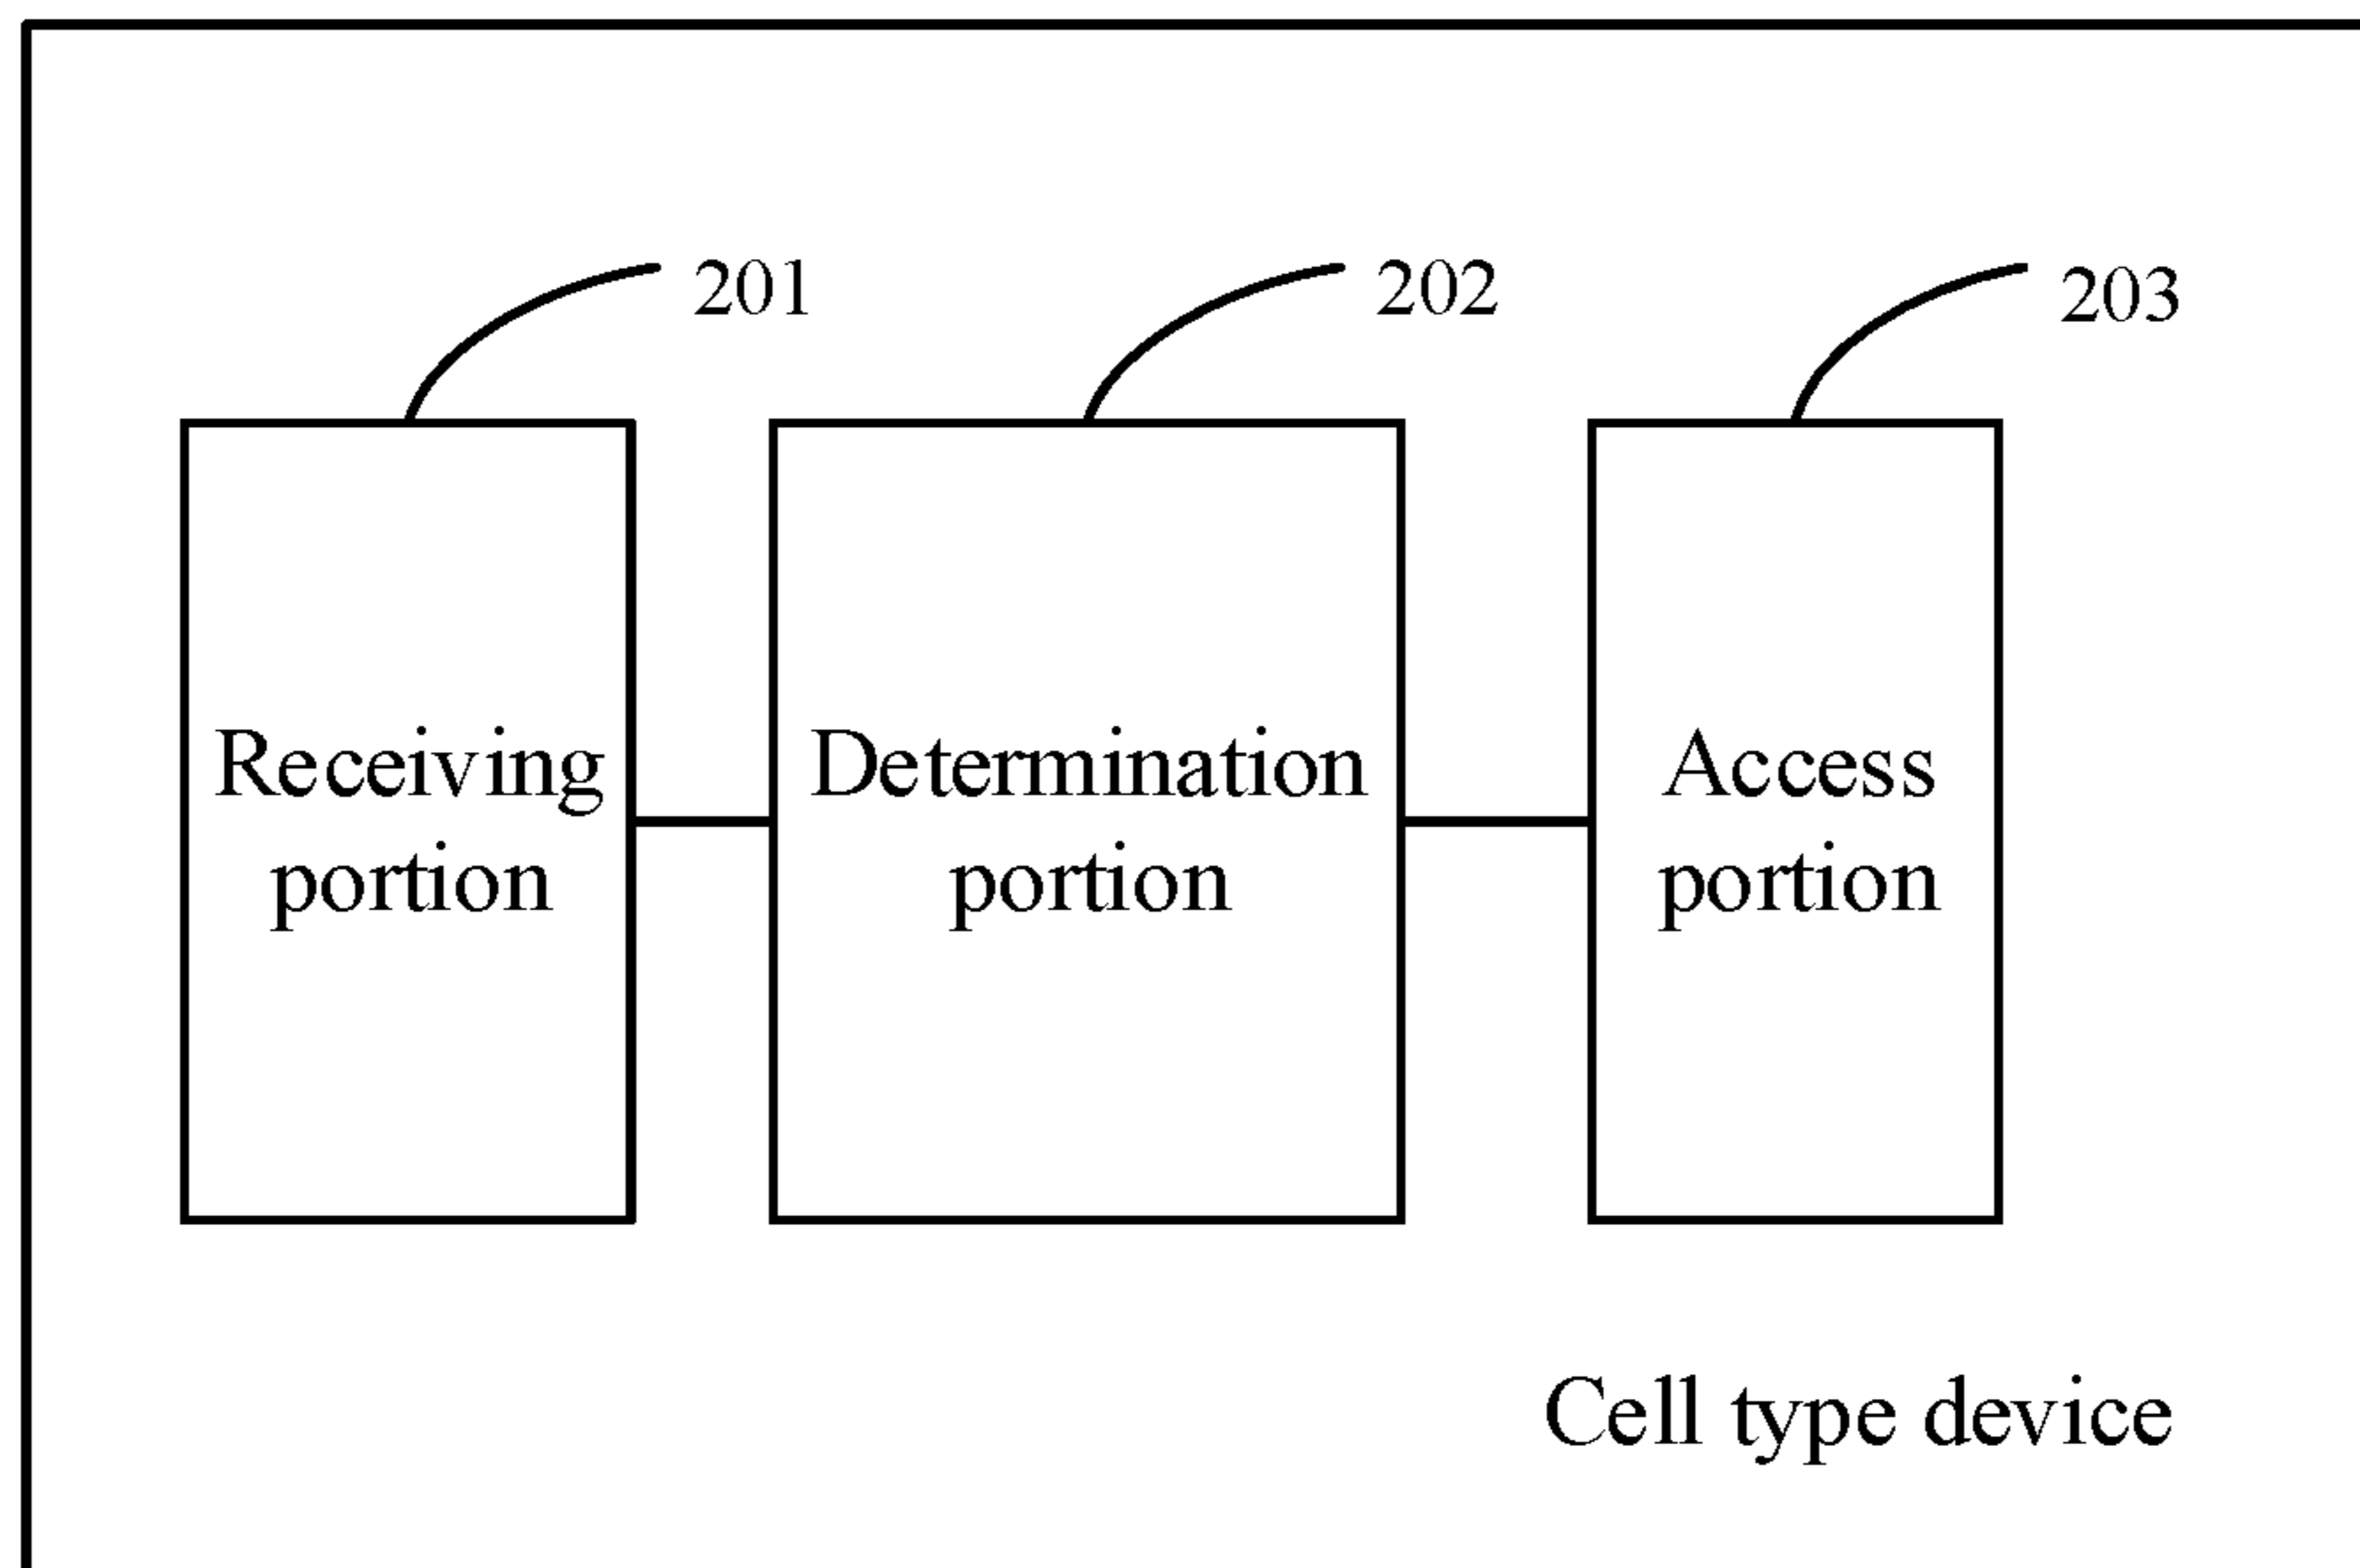 201
202
203
Receiving
portion
Determination
portion
Access
portion
Cell type device